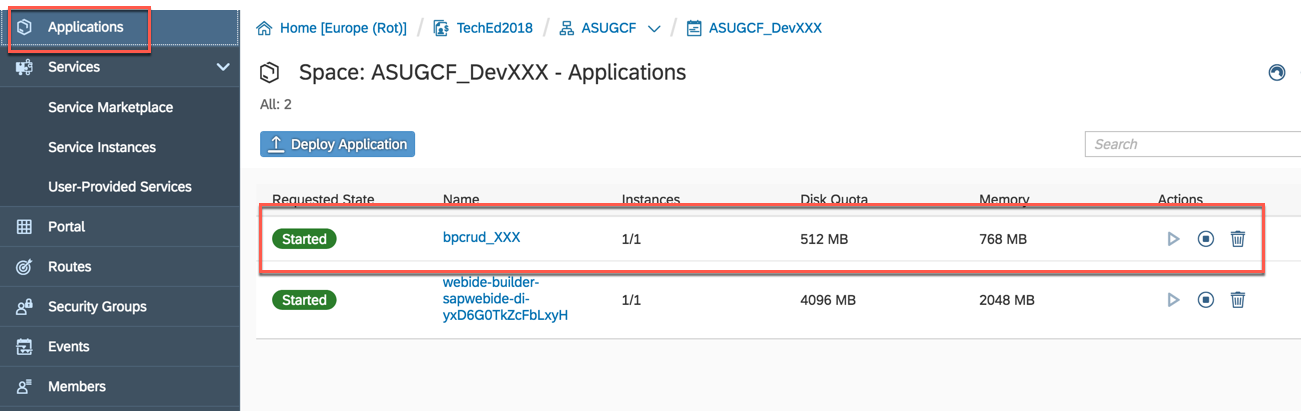 Applications
Services
Service Marketplace
Service Instances
User-Provided Services
Portal
Routes
Security Groups
Events
Members
Home [Europe (Rot)] / TechEd2018 / ASUGCF / ASUGCF_DevXXX
Space: ASUGCF_DevXXX - Applications
All: 2
Deploy Application
Search
Requested State Name Instances Disk Quota Memory Actions
Started bpcrud_XXX 1/1 512 MB 768 MB
webide-builder-
Started sapwebide-di- 1/1 4096 MB 2048 MB
yxD6G0TkZcFbLxyH